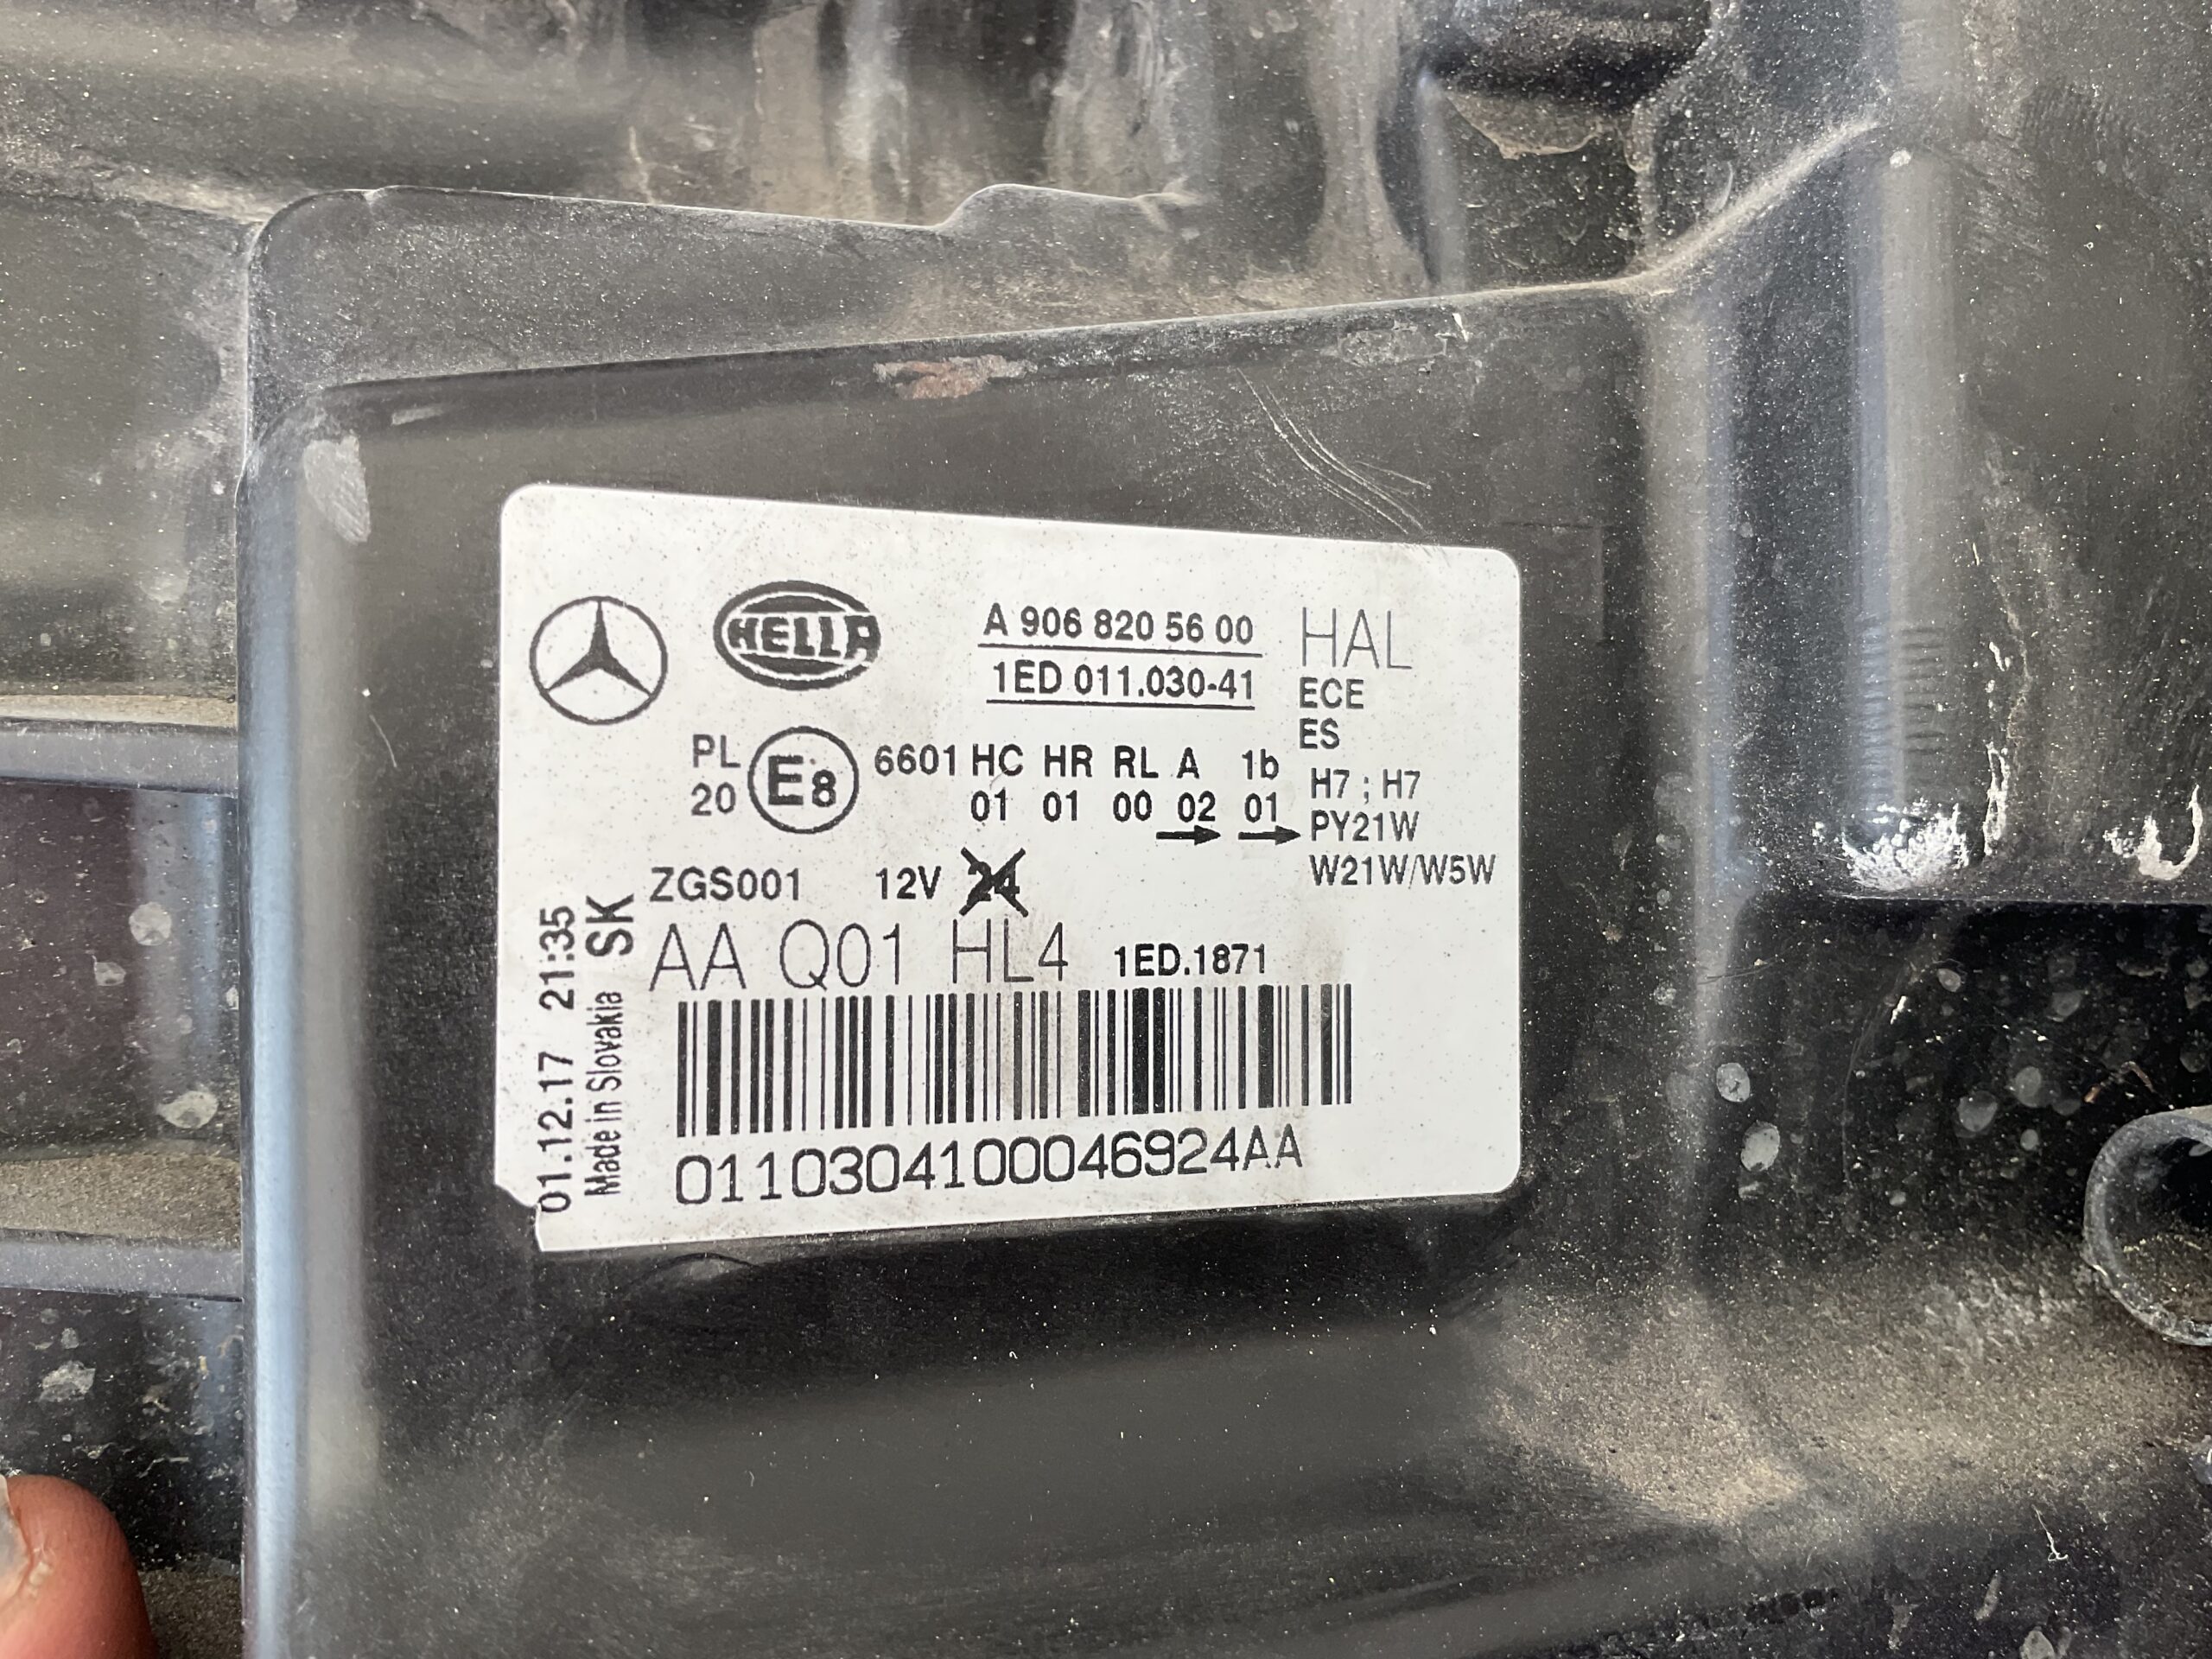 HELLA
A 906 820 56 00
1ED 011.030-41
HAL
ECE
ES
PL
20
E8
6601 HC HR RL A 1b
01 01 00 02 01
H7 ; H7
PY21W
W21W/W5W
ZGS001 12V 24
AA Q01 HL4 1ED.1871
0110304100046924AA
01.12.17 21:35
Made in Slovakia SK